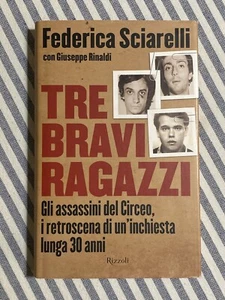 Federica Sciarelli
con Giuseppe Rinaldi
TRE
BRAVI
RAGAZZI
Gli assassini del Circeo,
i retroscena di un'inchiesta
lunga 30 anni
Rizzoli